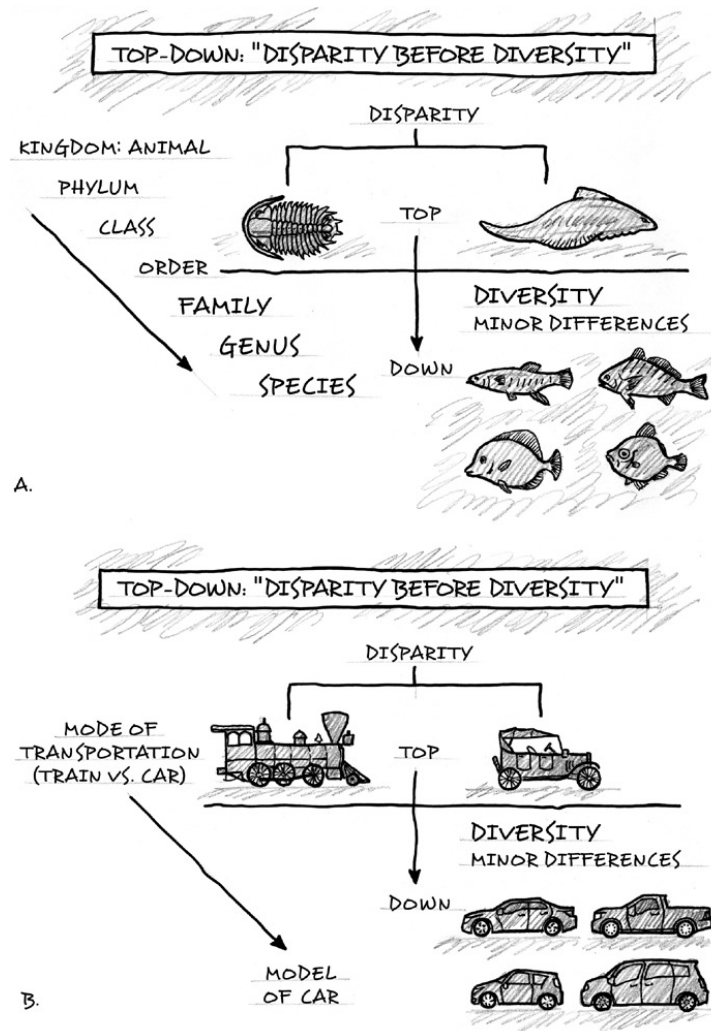 TOP-DOWN: "DISPARITY BEFORE DIVERSITY"
DISPARITY
KINGDOM: ANIMAL
PHYLUM
CLASS
TOP
ORDER
FAMILY
DIVERSITY
MINOR DIFFERENCES
GENUS
DOWN
SPECIES
A.
TOP-DOWN: "DISPARITY BEFORE DIVERSITY"
DISPARITY
MODE OF
TRANSPORTATION
(TRAIN VS. CAR)
TOP
DIVERSITY
MINOR DIFFERENCES
DOWN
MODEL
OF CAR
B.